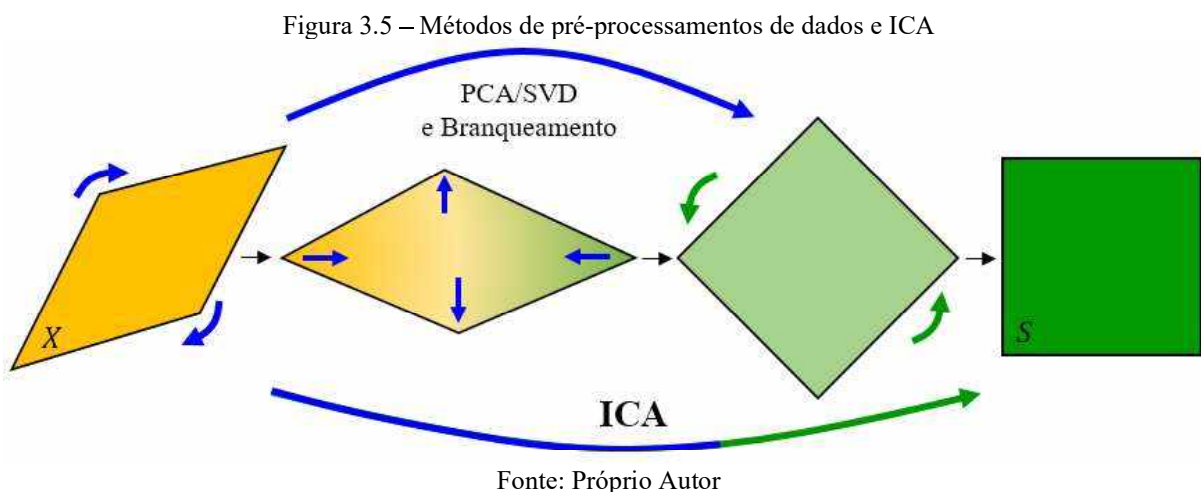 Figura 3.5 – Métodos de pré-processamentos de dados e ICA
PCA/SVD
e Branqueamento
X
S
ICA
Fonte: Próprio Autor